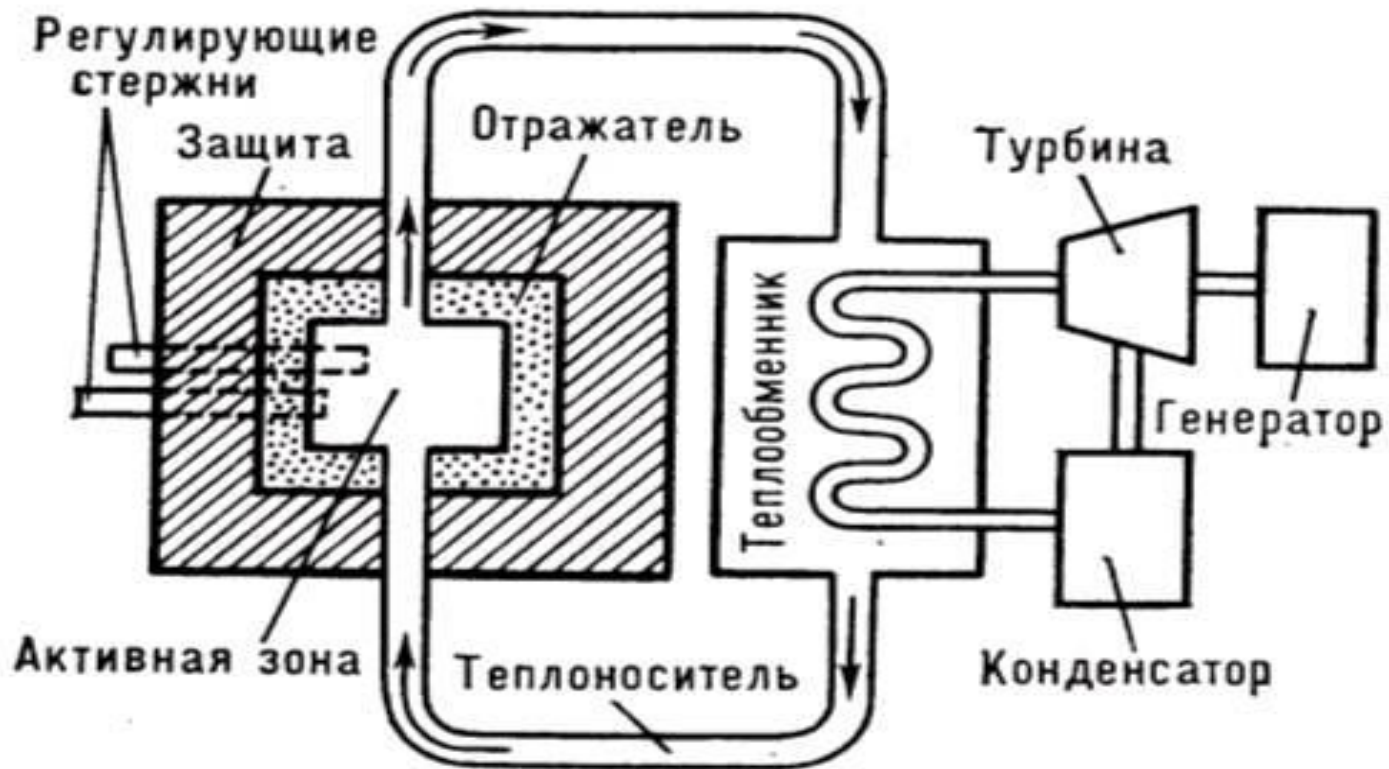 Регулирующие
стержни
Защита
Отражатель
Турбина
Теплообменник
Генератор
Активная зона
Теплоноситель
Конденсатор